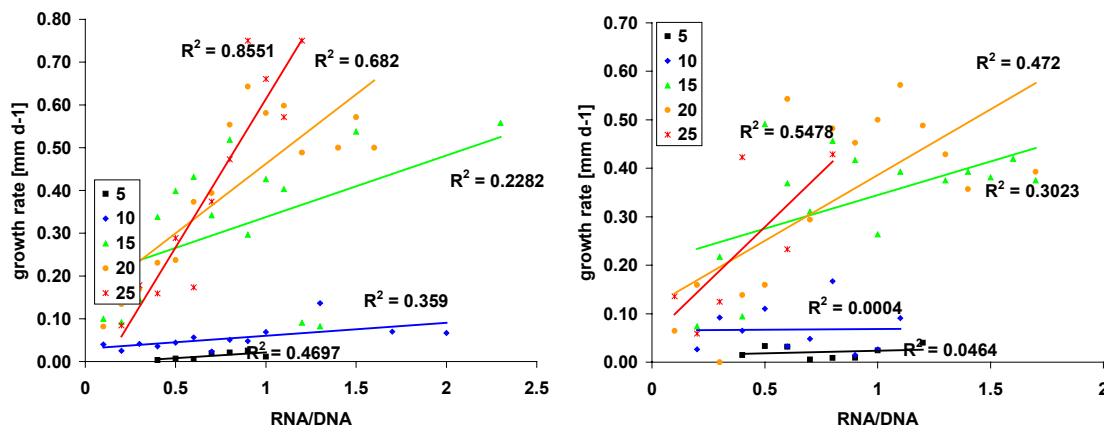 growth rate [mm d-1]
0.80
0.70
0.60
0.50
0.40
0.30
0.20
0.10
0.00
R² = 0.8551
R² = 0.682
R² = 0.2282
R² = 0.359
R² = 0.4697
5
10
15
20
25
0
0.5
1
1.5
2
2.5
RNA/DNA
growth rate [mm d-1]
0.70
0.60
0.50
0.40
0.30
0.20
0.10
0.00
5
10
15
20
25
R² = 0.472
R² = 0.5478
R² = 0.3023
R² = 0.0004
R² = 0.0464
0
0.5
1
1.5
2
RNA/DNA